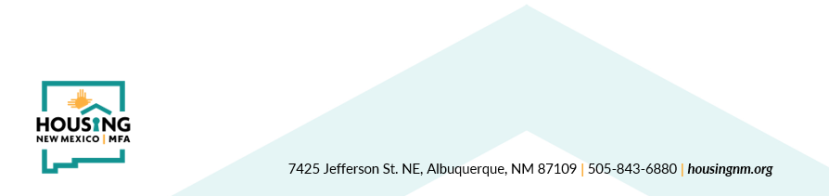 HOUSING
NEW MEXICO | MFA
7425 Jefferson St. NE, Albuquerque, NM 87109 | 505-843-6880 | housingnm.org